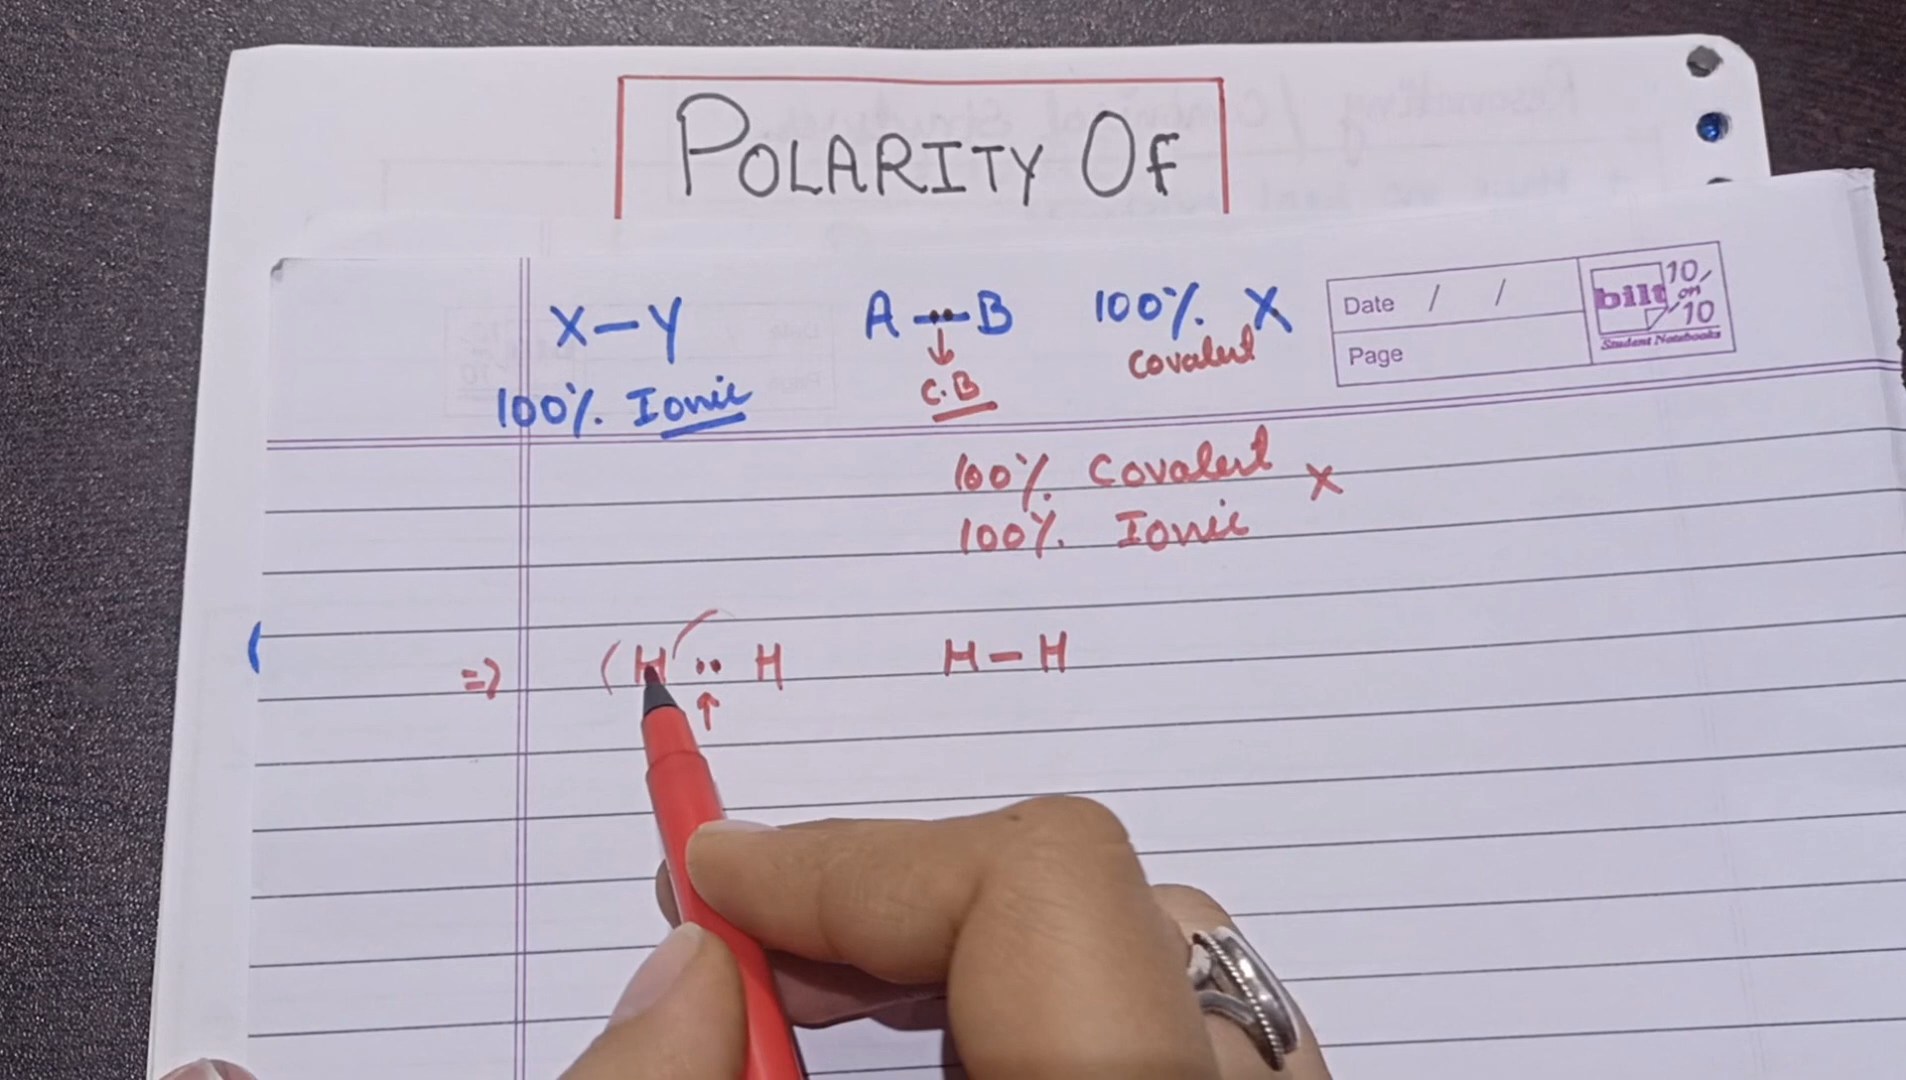 POLARITY OF
X-Y A-B 100% X
Covalent
C.B
100% Ionic
Date / /
Page
bilt 10 on 10
Student Notebooks
100% Covalent X
100% Ionic
=> (H •• H H-H
↑